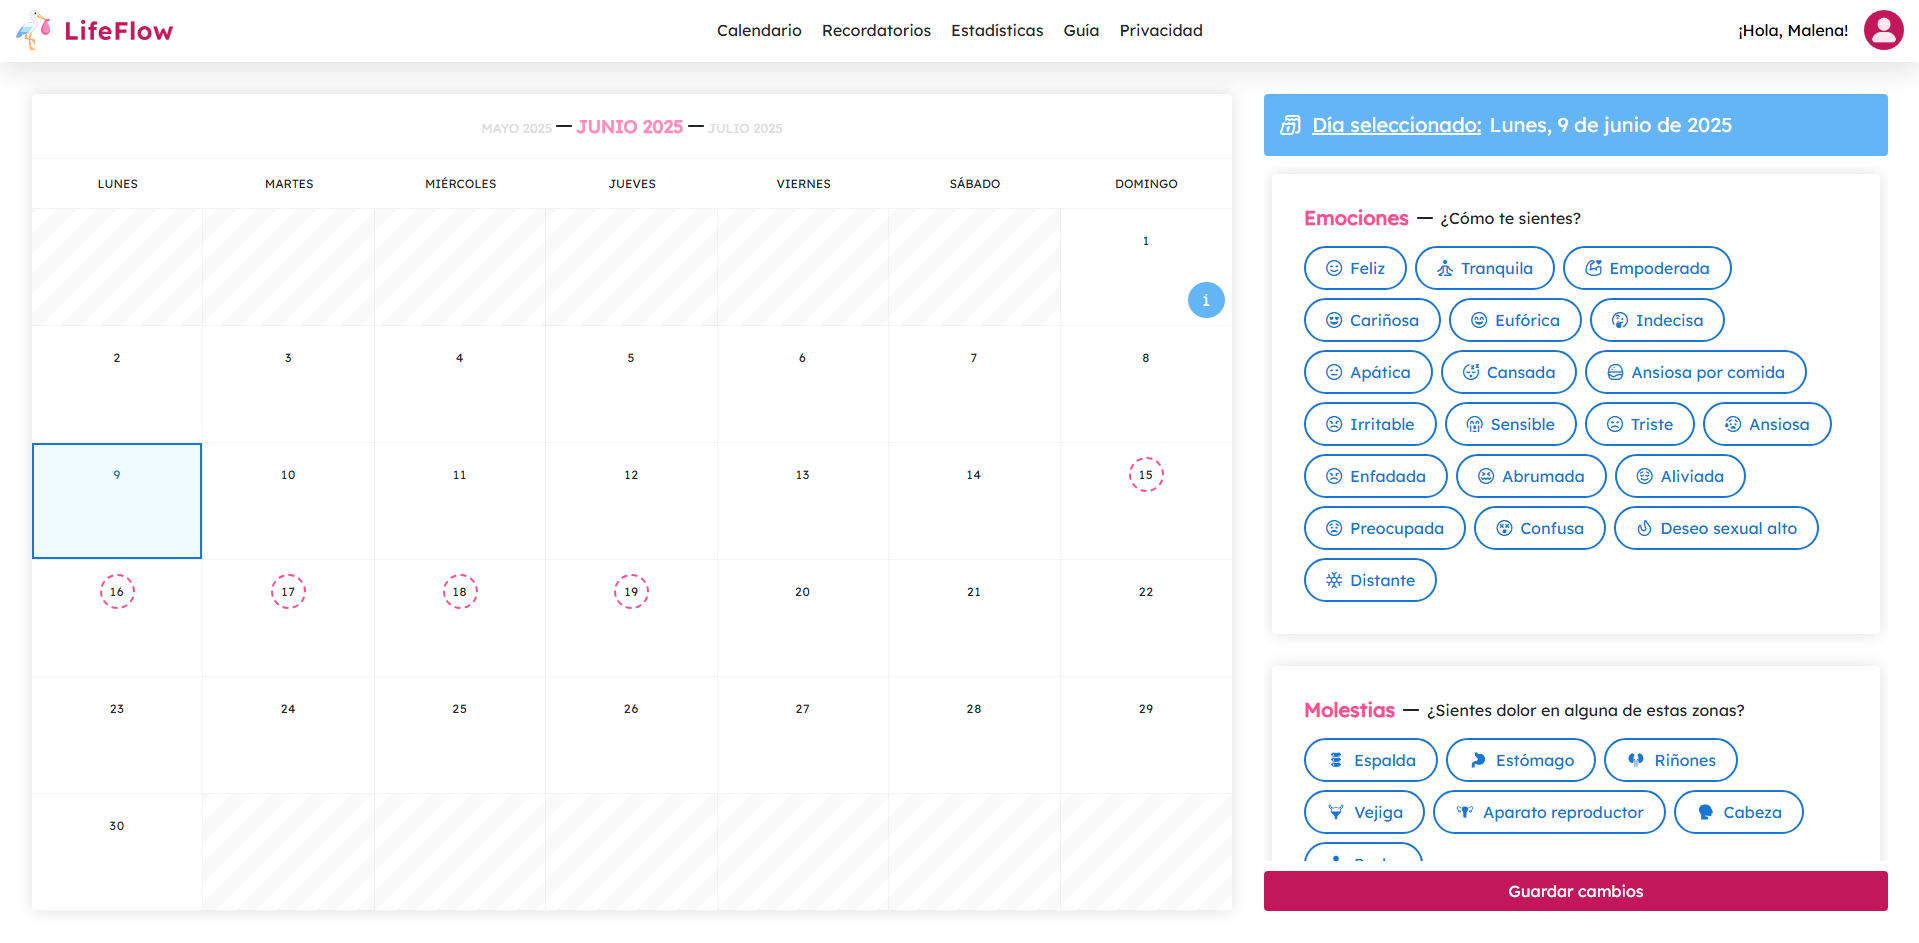 LifeFlow
Calendario Recordatorios Estadísticas Guía Privacidad
¡Hola, Malena!
MAYO 2025 — JUNIO 2025 — JULIO 2025
LUNES MARTES MIÉRCOLES JUEVES VIERNES SÁBADO DOMINGO
1
i
2 3 4 5 6 7 8
9 10 11 12 13 14 15
16 17 18 19 20 21 22
23 24 25 26 27 28 29
30
Día seleccionado: Lunes, 9 de junio de 2025
Emociones — ¿Cómo te sientes?
Feliz Tranquila Empoderada
Cariñosa Eufórica Indecisa
Apática Cansada Ansiosa por comida
Irritable Sensible Triste Ansiosa
Enfadada Abrumada Aliviada
Preocupada Confusa Deseo sexual alto
Distante
Molestias — ¿Sientes dolor en alguna de estas zonas?
Espalda Estómago Riñones
Vejiga Aparato reproductor Cabeza
Guardar cambios